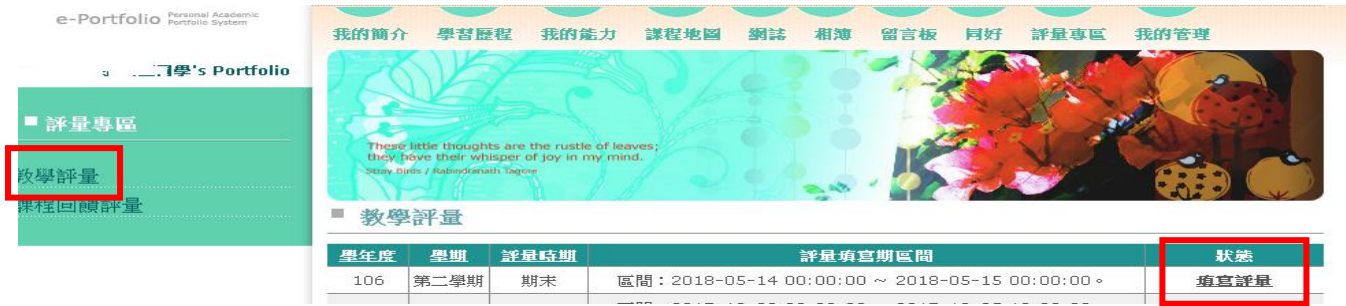 e-Portfolio Personal Academic Portfolio System
我的簡介 學習歷程 我的能力 課程地圖 網誌 相簿 留言板 同好 評量專區 我的管理
學's Portfolio
評量專區
教學評量
課程回饋評量
These little thoughts are the rustle of leaves;
they have their whisper of joy in my mind.
Stray Birds / Rabindranath Tagore
教學評量
學年度 學期 評量時期 評量填寫期區間 狀態
106 第二學期 期末 區間：2018-05-14 00:00:00 ~ 2018-05-15 00:00:00。 填寫評量